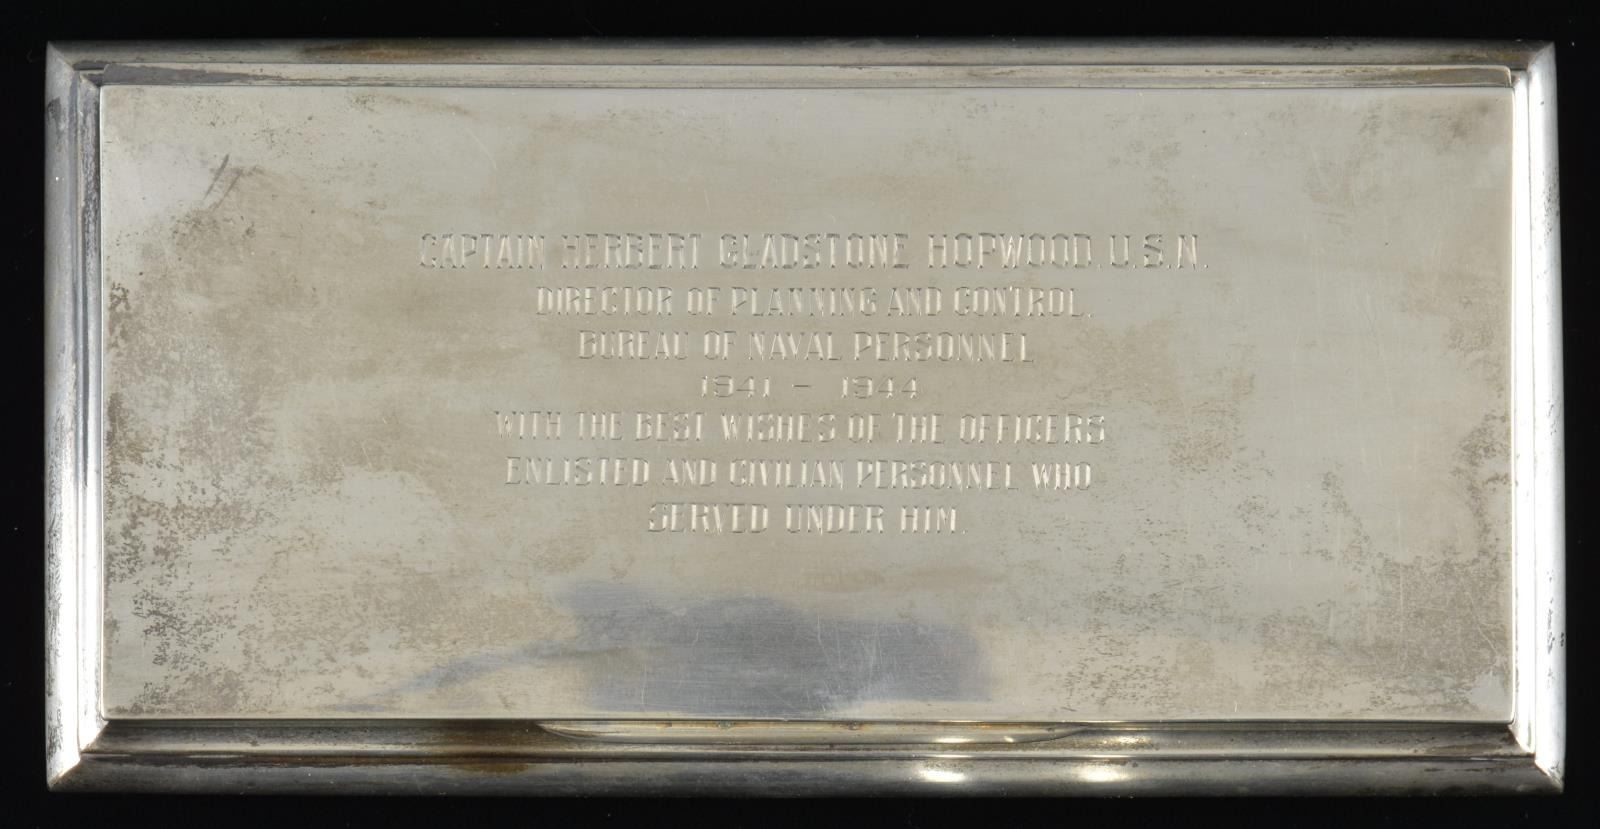 CAPTAIN HERBERT GLADSTONE HOPWOOD. U.S.N.
DIRECTOR OF PLANNING AND CONTROL.
BUREAU OF NAVAL PERSONNEL
1941 - 1944
WITH THE BEST WISHES OF THE OFFICERS
ENLISTED AND CIVILIAN PERSONNEL WHO
SERVED UNDER HIM.